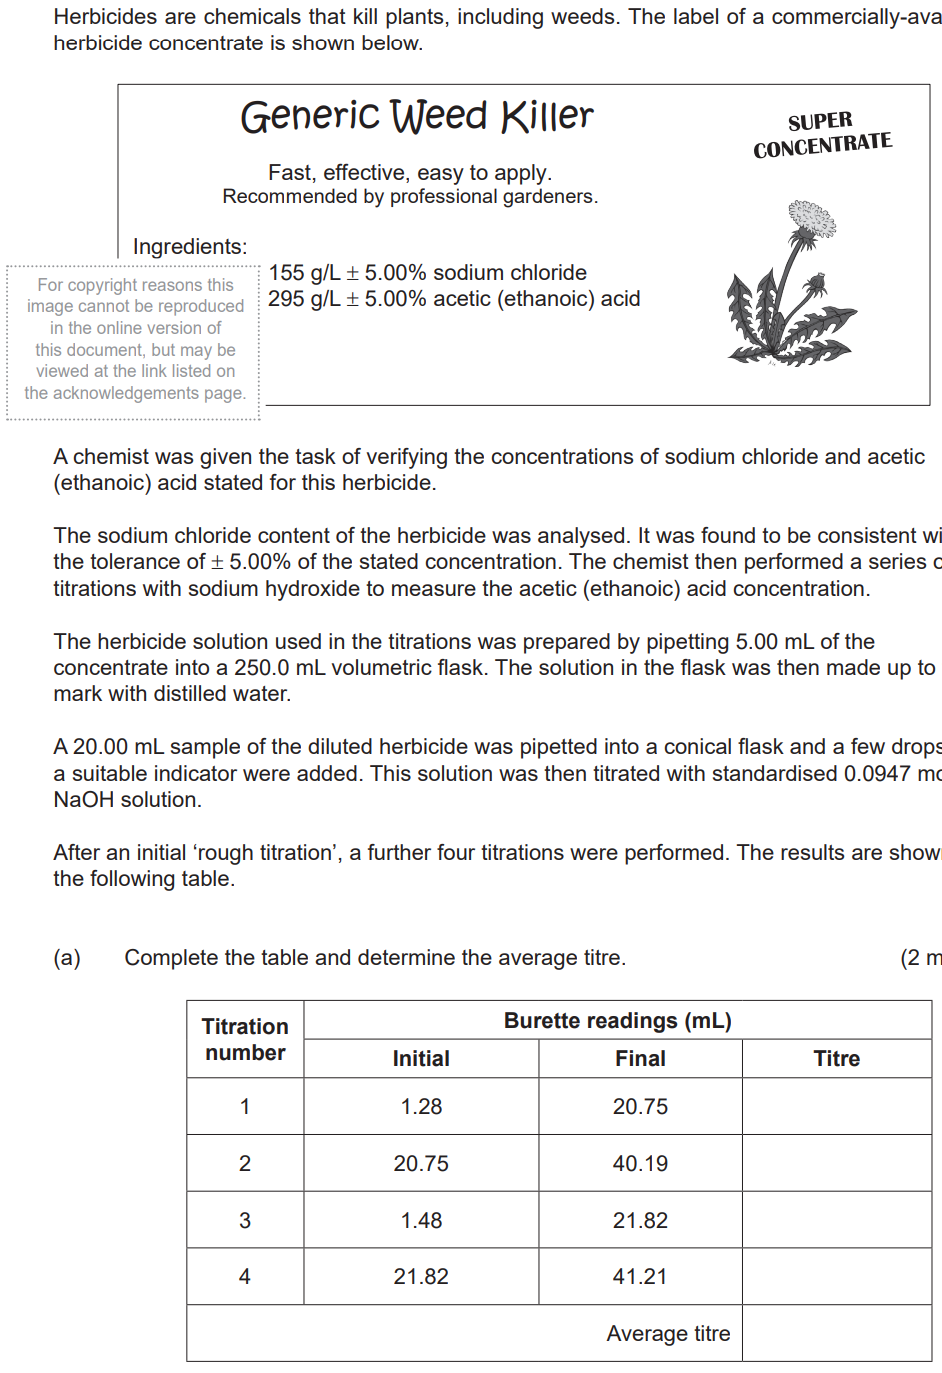 Herbicides are chemicals that kill plants, including weeds. The label of a commercially-ava
herbicide concentrate is shown below.
Generic Weed Killer
SUPER
CONCENTRATE
Fast, effective, easy to apply.
Recommended by professional gardeners.
Ingredients:
155 g/L ± 5.00% sodium chloride
295 g/L ± 5.00% acetic (ethanoic) acid
For copyright reasons this
image cannot be reproduced
in the online version of
this document, but may be
viewed at the link listed on
the acknowledgements page.
A chemist was given the task of verifying the concentrations of sodium chloride and acetic
(ethanoic) acid stated for this herbicide.
The sodium chloride content of the herbicide was analysed. It was found to be consistent wi
the tolerance of ± 5.00% of the stated concentration. The chemist then performed a series o
titrations with sodium hydroxide to measure the acetic (ethanoic) acid concentration.
The herbicide solution used in the titrations was prepared by pipetting 5.00 mL of the
concentrate into a 250.0 mL volumetric flask. The solution in the flask was then made up to
mark with distilled water.
A 20.00 mL sample of the diluted herbicide was pipetted into a conical flask and a few drops
a suitable indicator were added. This solution was then titrated with standardised 0.0947 mo
NaOH solution.
After an initial ‘rough titration’, a further four titrations were performed. The results are show
the following table.
(a) Complete the table and determine the average titre. (2 m
Titration number
Burette readings (mL)
Initial Final Titre
1 1.28 20.75
2 20.75 40.19
3 1.48 21.82
4 21.82 41.21
Average titre